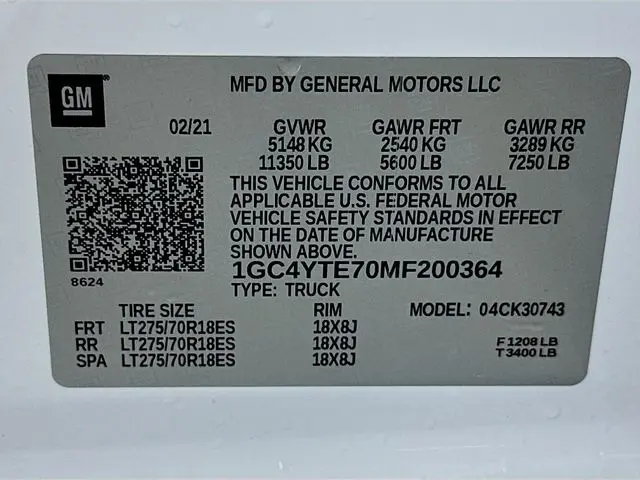 GM
MFD BY GENERAL MOTORS LLC
02/21 GVWR GAWR FRT GAWR RR
5148 KG 2540 KG 3289 KG
11350 LB 5600 LB 7250 LB
THIS VEHICLE CONFORMS TO ALL
APPLICABLE U.S. FEDERAL MOTOR
VEHICLE SAFETY STANDARDS IN EFFECT
ON THE DATE OF MANUFACTURE
SHOWN ABOVE.
8624
1GC4YTE70MF200364
TYPE: TRUCK
TIRE SIZE RIM MODEL: 04CK30743
FRT LT275/70R18ES 18X8J
RR LT275/70R18ES 18X8J
SPA LT275/70R18ES 18X8J
F 1208 LB
T 3400 LB